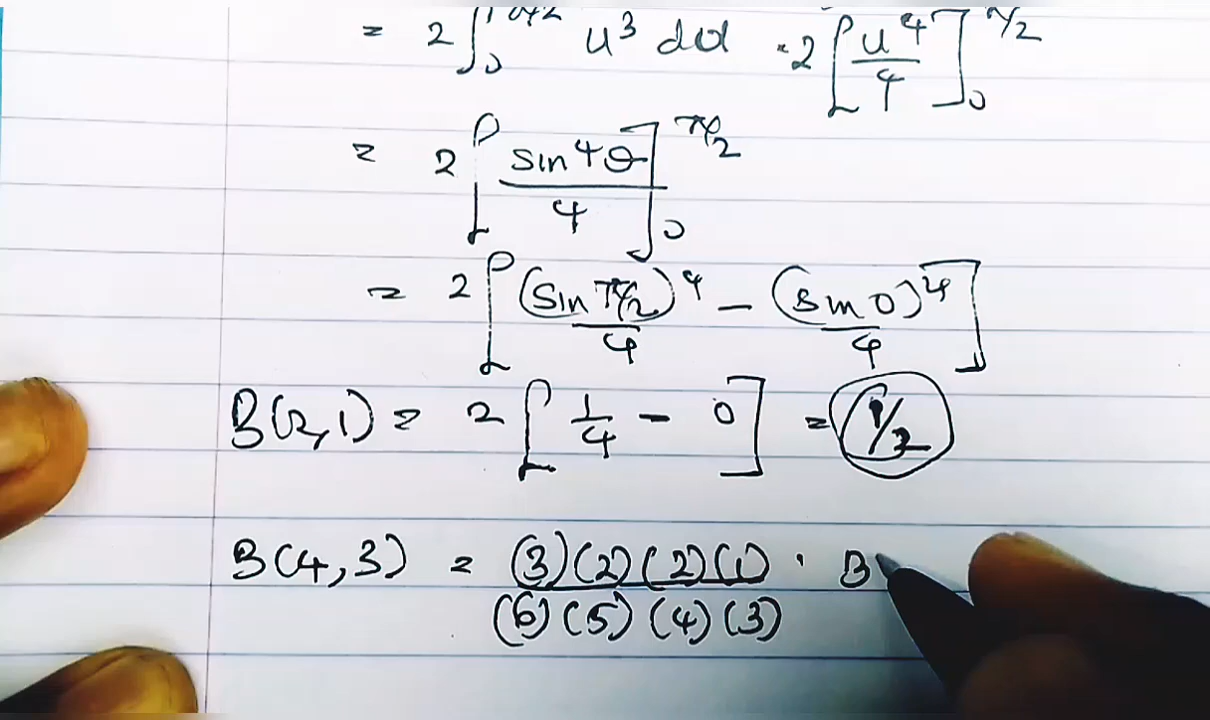 = 2 ∫₀ u³ du = 2 [u⁴/4]₀^π/2
= 2 [sin⁴θ/4]₀^π/2
= 2 [(sin π/2)⁴/4 - (sin 0)⁴/4]
B(2,1) = 2 [1/4 - 0] = 1/2
B(4,3) = (3)(2)(2)(1)/(6)(5)(4)(3) · B